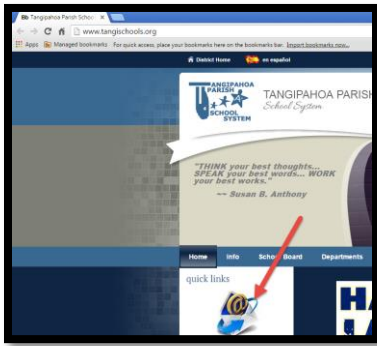 Tangipahoa Parish Schoo
www.tangischools.org
Apps Managed bookmarks For quick access, place your bookmarks here on the bookmarks bar. Import bookmarks now...
District Home en español
TANGIPAHOA
PARISH
SCHOOL
SYSTEM
TANGIPAHOA PARIS
School System
"THINK your best thoughts...
SPEAK your best words... WORK
your best works."
~~ Susan B. Anthony
Home Info School Board Departments
quick links
H